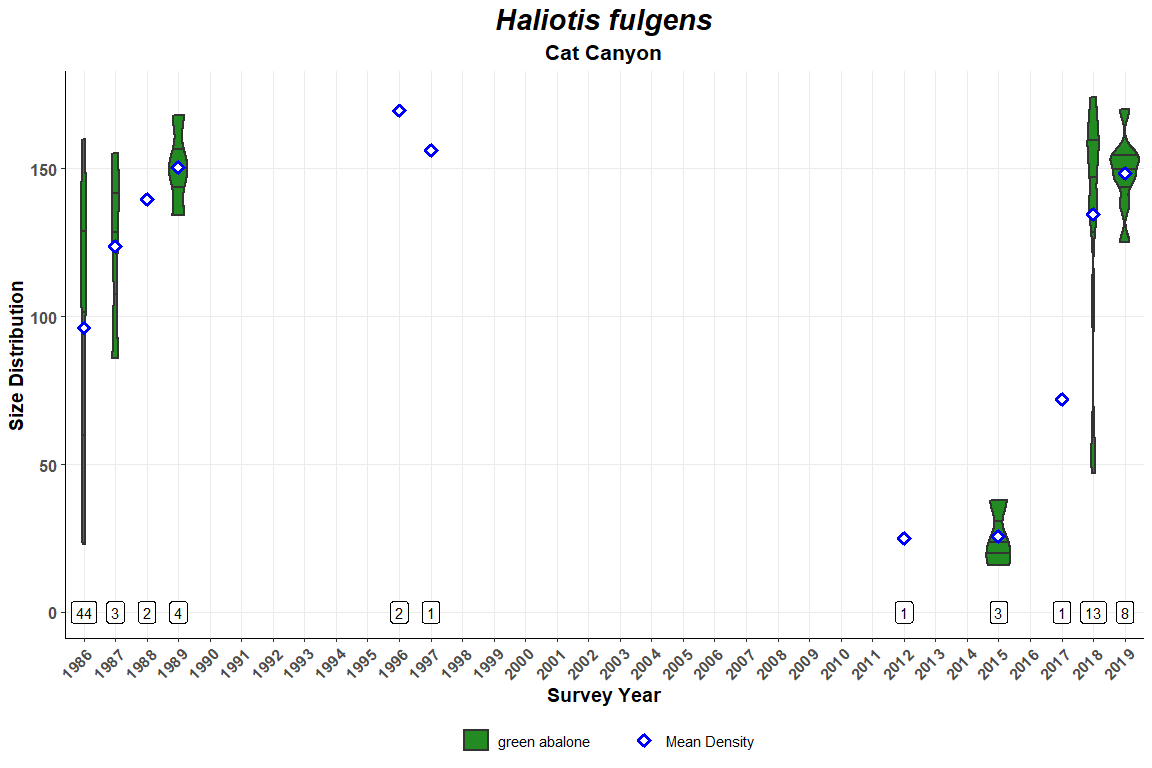 Haliotis fulgens
Cat Canyon
Size Distribution
150
100
50
0
44 3 2 4 2 1 1 3 1 13 8
1986 1987 1988 1989 1990 1991 1992 1993 1994 1995 1996 1997 1998 1999 2000 2001 2002 2003 2004 2005 2006 2007 2008 2009 2010 2011 2012 2013 2014 2015 2016 2017 2018 2019
Survey Year
green abalone Mean Density